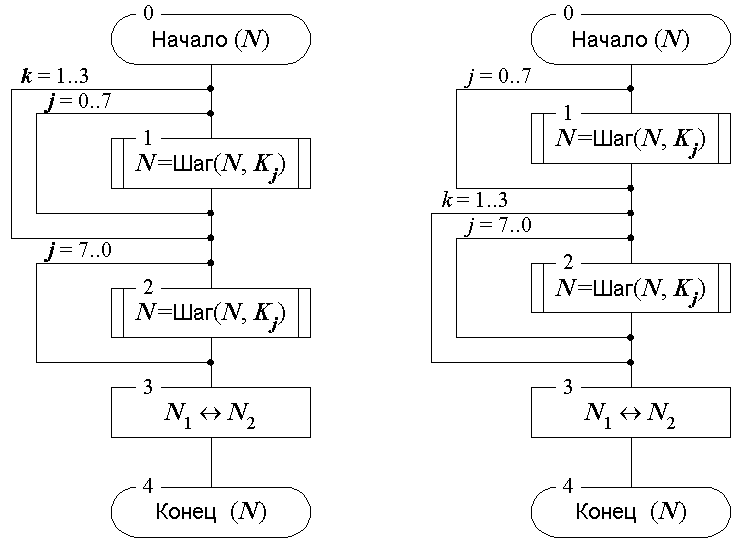 0
Начало (N)
k = 1..3
j = 0..7
1
N=Шаг(N, Kj)
j = 7..0
2
N=Шаг(N, Kj)
3
N1 ↔ N2
4
Конец (N)
0
Начало (N)
j = 0..7
1
N=Шаг(N, Kj)
k = 1..3
j = 7..0
2
N=Шаг(N, Kj)
3
N1 ↔ N2
4
Конец (N)